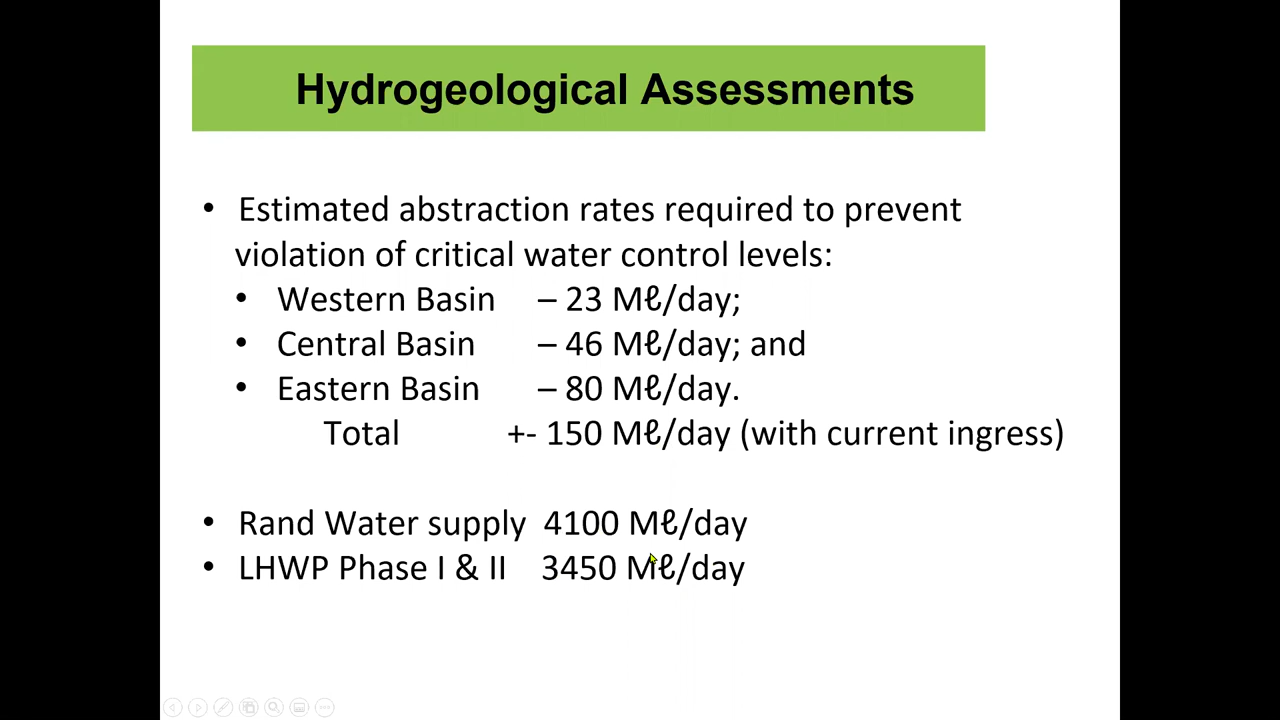 Hydrogeological Assessments
• Estimated abstraction rates required to prevent
violation of critical water control levels:
• Western Basin – 23 Mℓ/day;
• Central Basin – 46 Mℓ/day; and
• Eastern Basin – 80 Mℓ/day.
Total +- 150 Mℓ/day (with current ingress)
• Rand Water supply 4100 Mℓ/day
• LHWP Phase I & II 3450 Mℓ/day